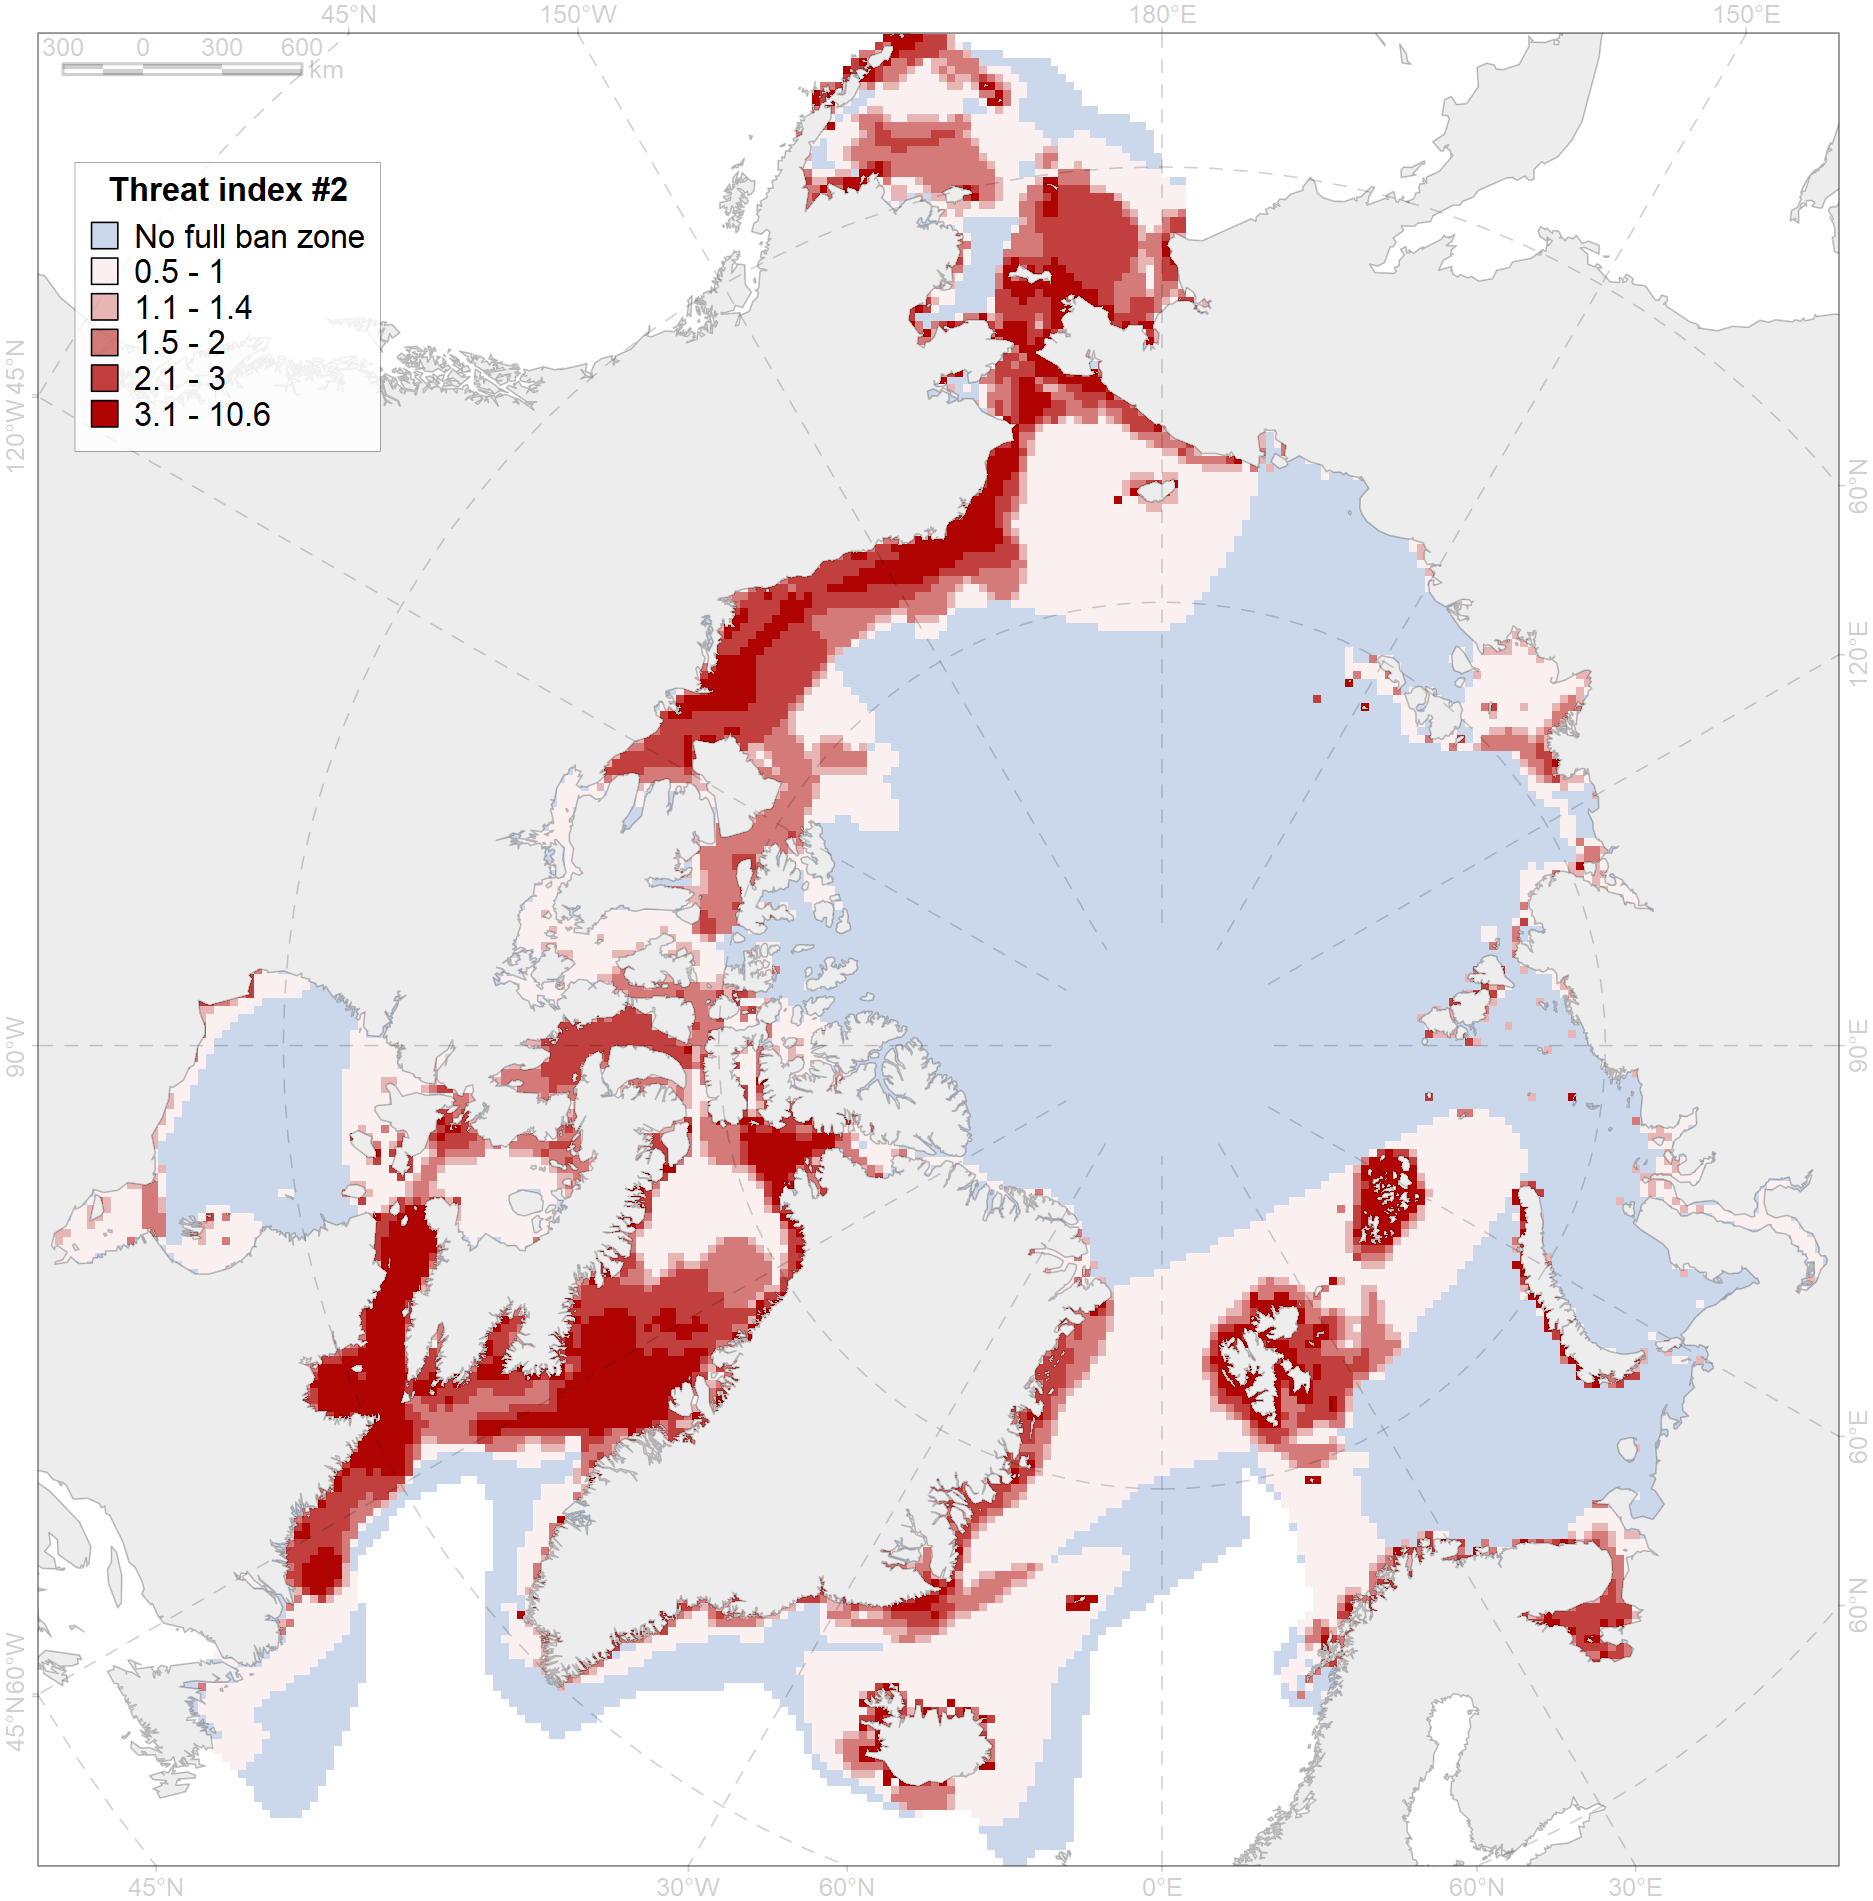 45°N 150°W 180°E 150°E
300 0 300 600
km
Threat index #2
No full ban zone
0.5 - 1
1.1 - 1.4
1.5 - 2
2.1 - 3
3.1 - 10.6
45°N
120°W
90°W
60°W
45°N
60°N
120°E
90°E
60°E
60°N
45°N 30°W 60°N 0°E 60°N 30°E